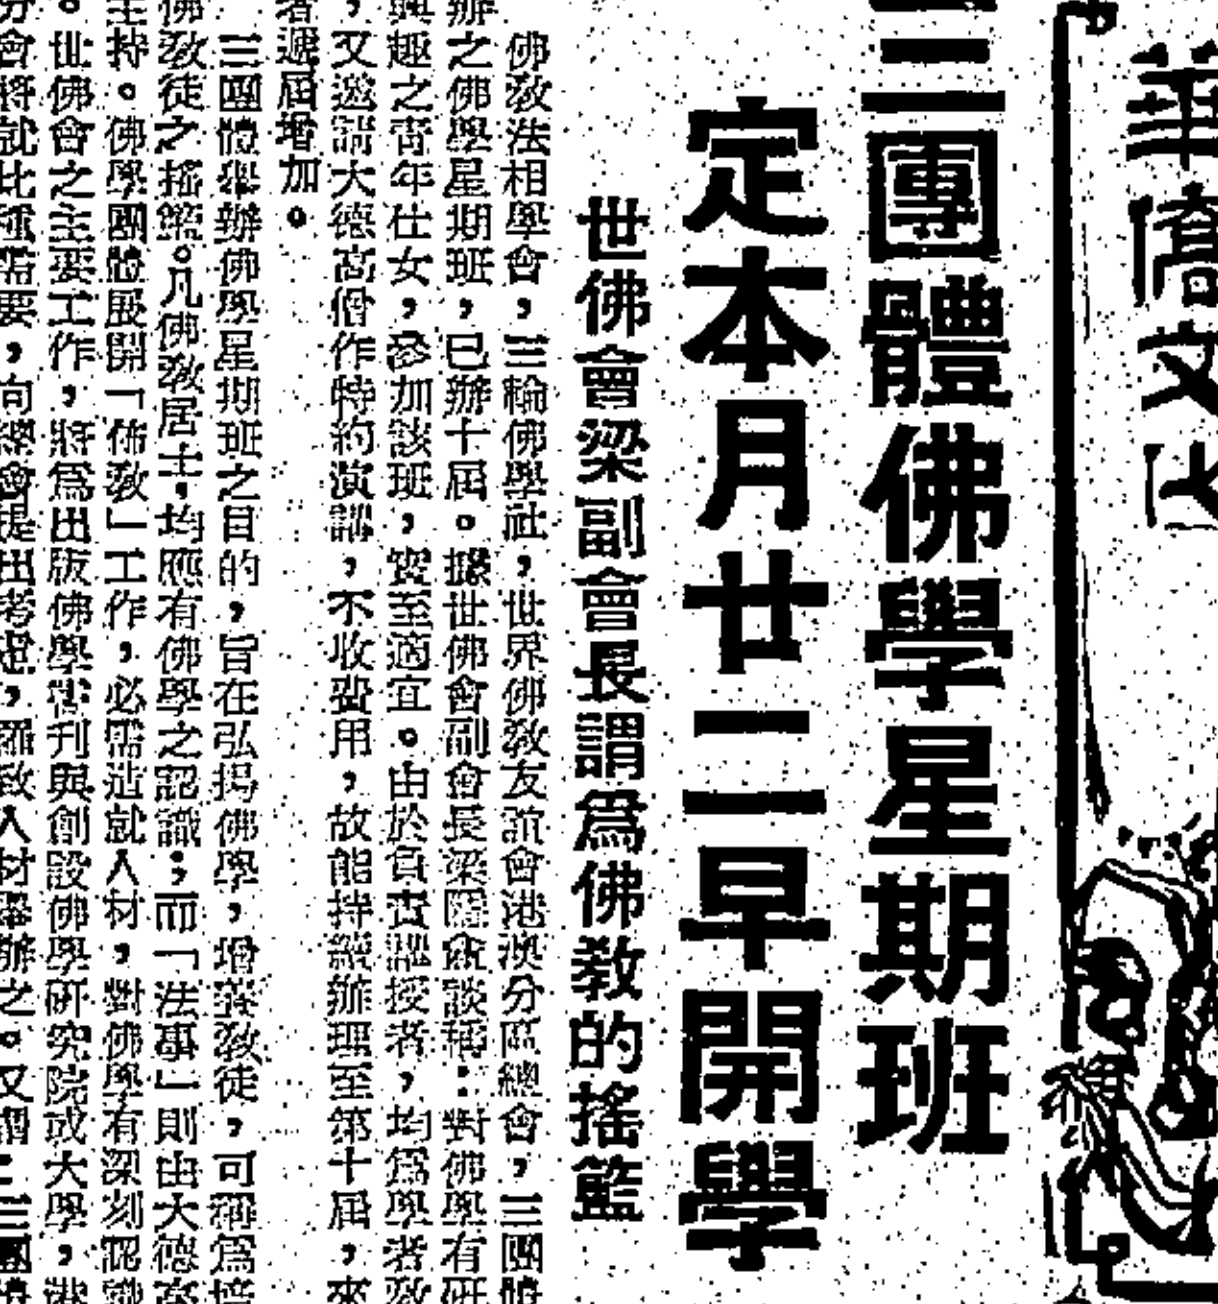 華僑文化
三團體佛學星期班
定本月廿二早開學
世佛會梁副會長謂為佛教的搖籃
佛教法相學會，三輪佛學社，世界佛教友誼會港澳分區總會，三團體
辦之佛學星期班，已辦十屆。據世佛會副會長梁隱盦談稱：對佛學有研
興趣之青年仕女，參加該班，實至適宜。由於負責講授者，均為學者教
，又邀請大德高僧作特約演講，不收費用，故能持續辦理至第十屆，來
者遞屆增加。
三團體舉辦佛學星期班之目的，旨在弘揚佛學，增益教徒，可稱為培
佛教徒之搖籃。凡佛教居士，均應有佛學之認識；而「法事」則由大德高
主持。佛學團體展開「佈教」工作，必需造就人材，對佛學有深刻認識
。世佛會之主要工作，將為出版佛學書刊與創設佛學研究院或大學，港
分會將就此種需要，向總會提出考慮，羅致人材舉辦之。又謂：三團體